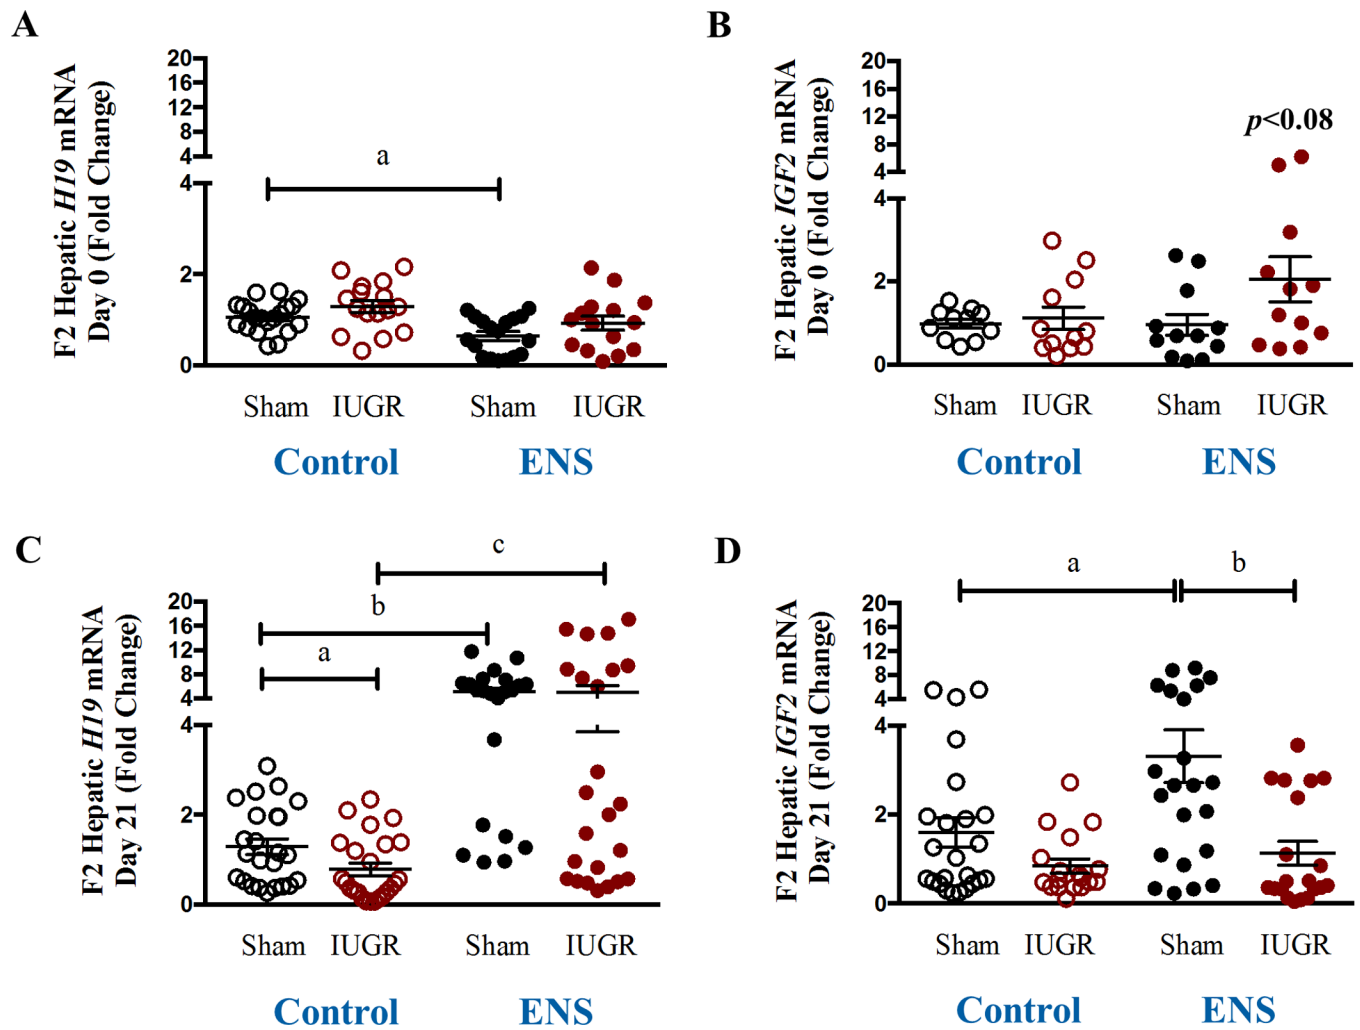 A
F2 Hepatic H19 mRNA
Day 0 (Fold Change)
20
16
12
8
4
4
2
0
a
Sham IUGR Sham IUGR
Control ENS
B
F2 Hepatic IGF2 mRNA
Day 0 (Fold Change)
20
16
12
8
4
4
2
0
p<0.08
Sham IUGR Sham IUGR
Control ENS
C
F2 Hepatic H19 mRNA
Day 21 (Fold Change)
20
16
12
8
4
4
2
0
c
b
a
Sham IUGR Sham IUGR
Control ENS
D
F2 Hepatic IGF2 mRNA
Day 21 (Fold Change)
20
16
12
8
4
4
2
0
a b
Sham IUGR Sham IUGR
Control ENS